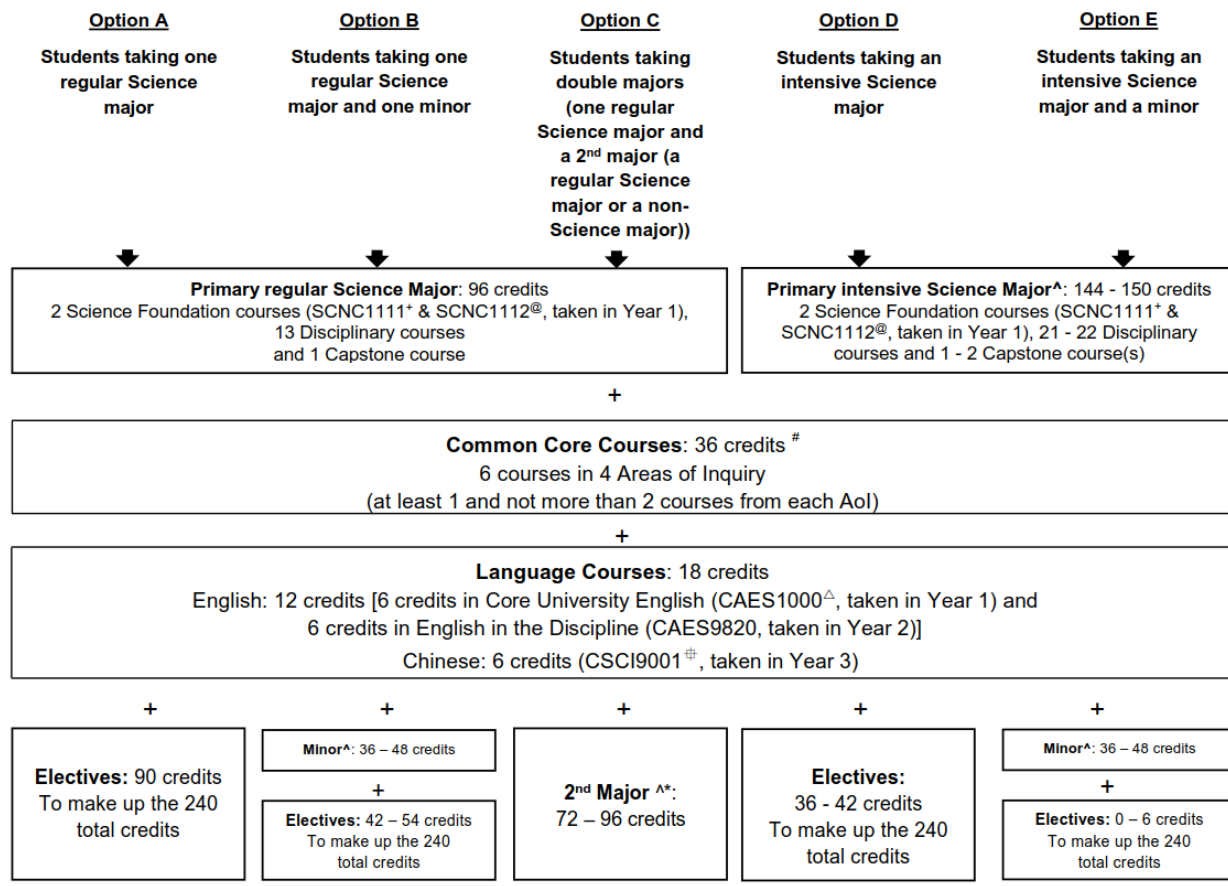 Option A
Students taking one
regular Science
major
Option B
Students taking one
regular Science
major and one minor
Option C
Students taking
double majors
(one regular
Science major and
a 2nd major (a
regular Science
major or a non-
Science major))
Option D
Students taking an
intensive Science
major
Option E
Students taking an
intensive Science
major and a minor
Primary regular Science Major: 96 credits
2 Science Foundation courses (SCNC1111+ & SCNC1112@, taken in Year 1),
13 Disciplinary courses
and 1 Capstone course
Primary intensive Science Major^: 144 - 150 credits
2 Science Foundation courses (SCNC1111+ &
SCNC1112@, taken in Year 1), 21 - 22 Disciplinary
courses and 1 - 2 Capstone course(s)
+
Common Core Courses: 36 credits #
6 courses in 4 Areas of Inquiry
(at least 1 and not more than 2 courses from each AoI)
+
Language Courses: 18 credits
English: 12 credits [6 credits in Core University English (CAES1000△, taken in Year 1) and
6 credits in English in the Discipline (CAES9820, taken in Year 2)]
Chinese: 6 credits (CSCI9001⌖, taken in Year 3)
+ + + + +
Electives: 90 credits
To make up the 240
total credits
Minor^: 36 – 48 credits
+
Electives: 42 – 54 credits
To make up the 240
total credits
2nd Major ^*:
72 – 96 credits
Electives:
36 - 42 credits
To make up the 240
total credits
Minor^: 36 – 48 credits
+
Electives: 0 – 6 credits
To make up the 240
total credits